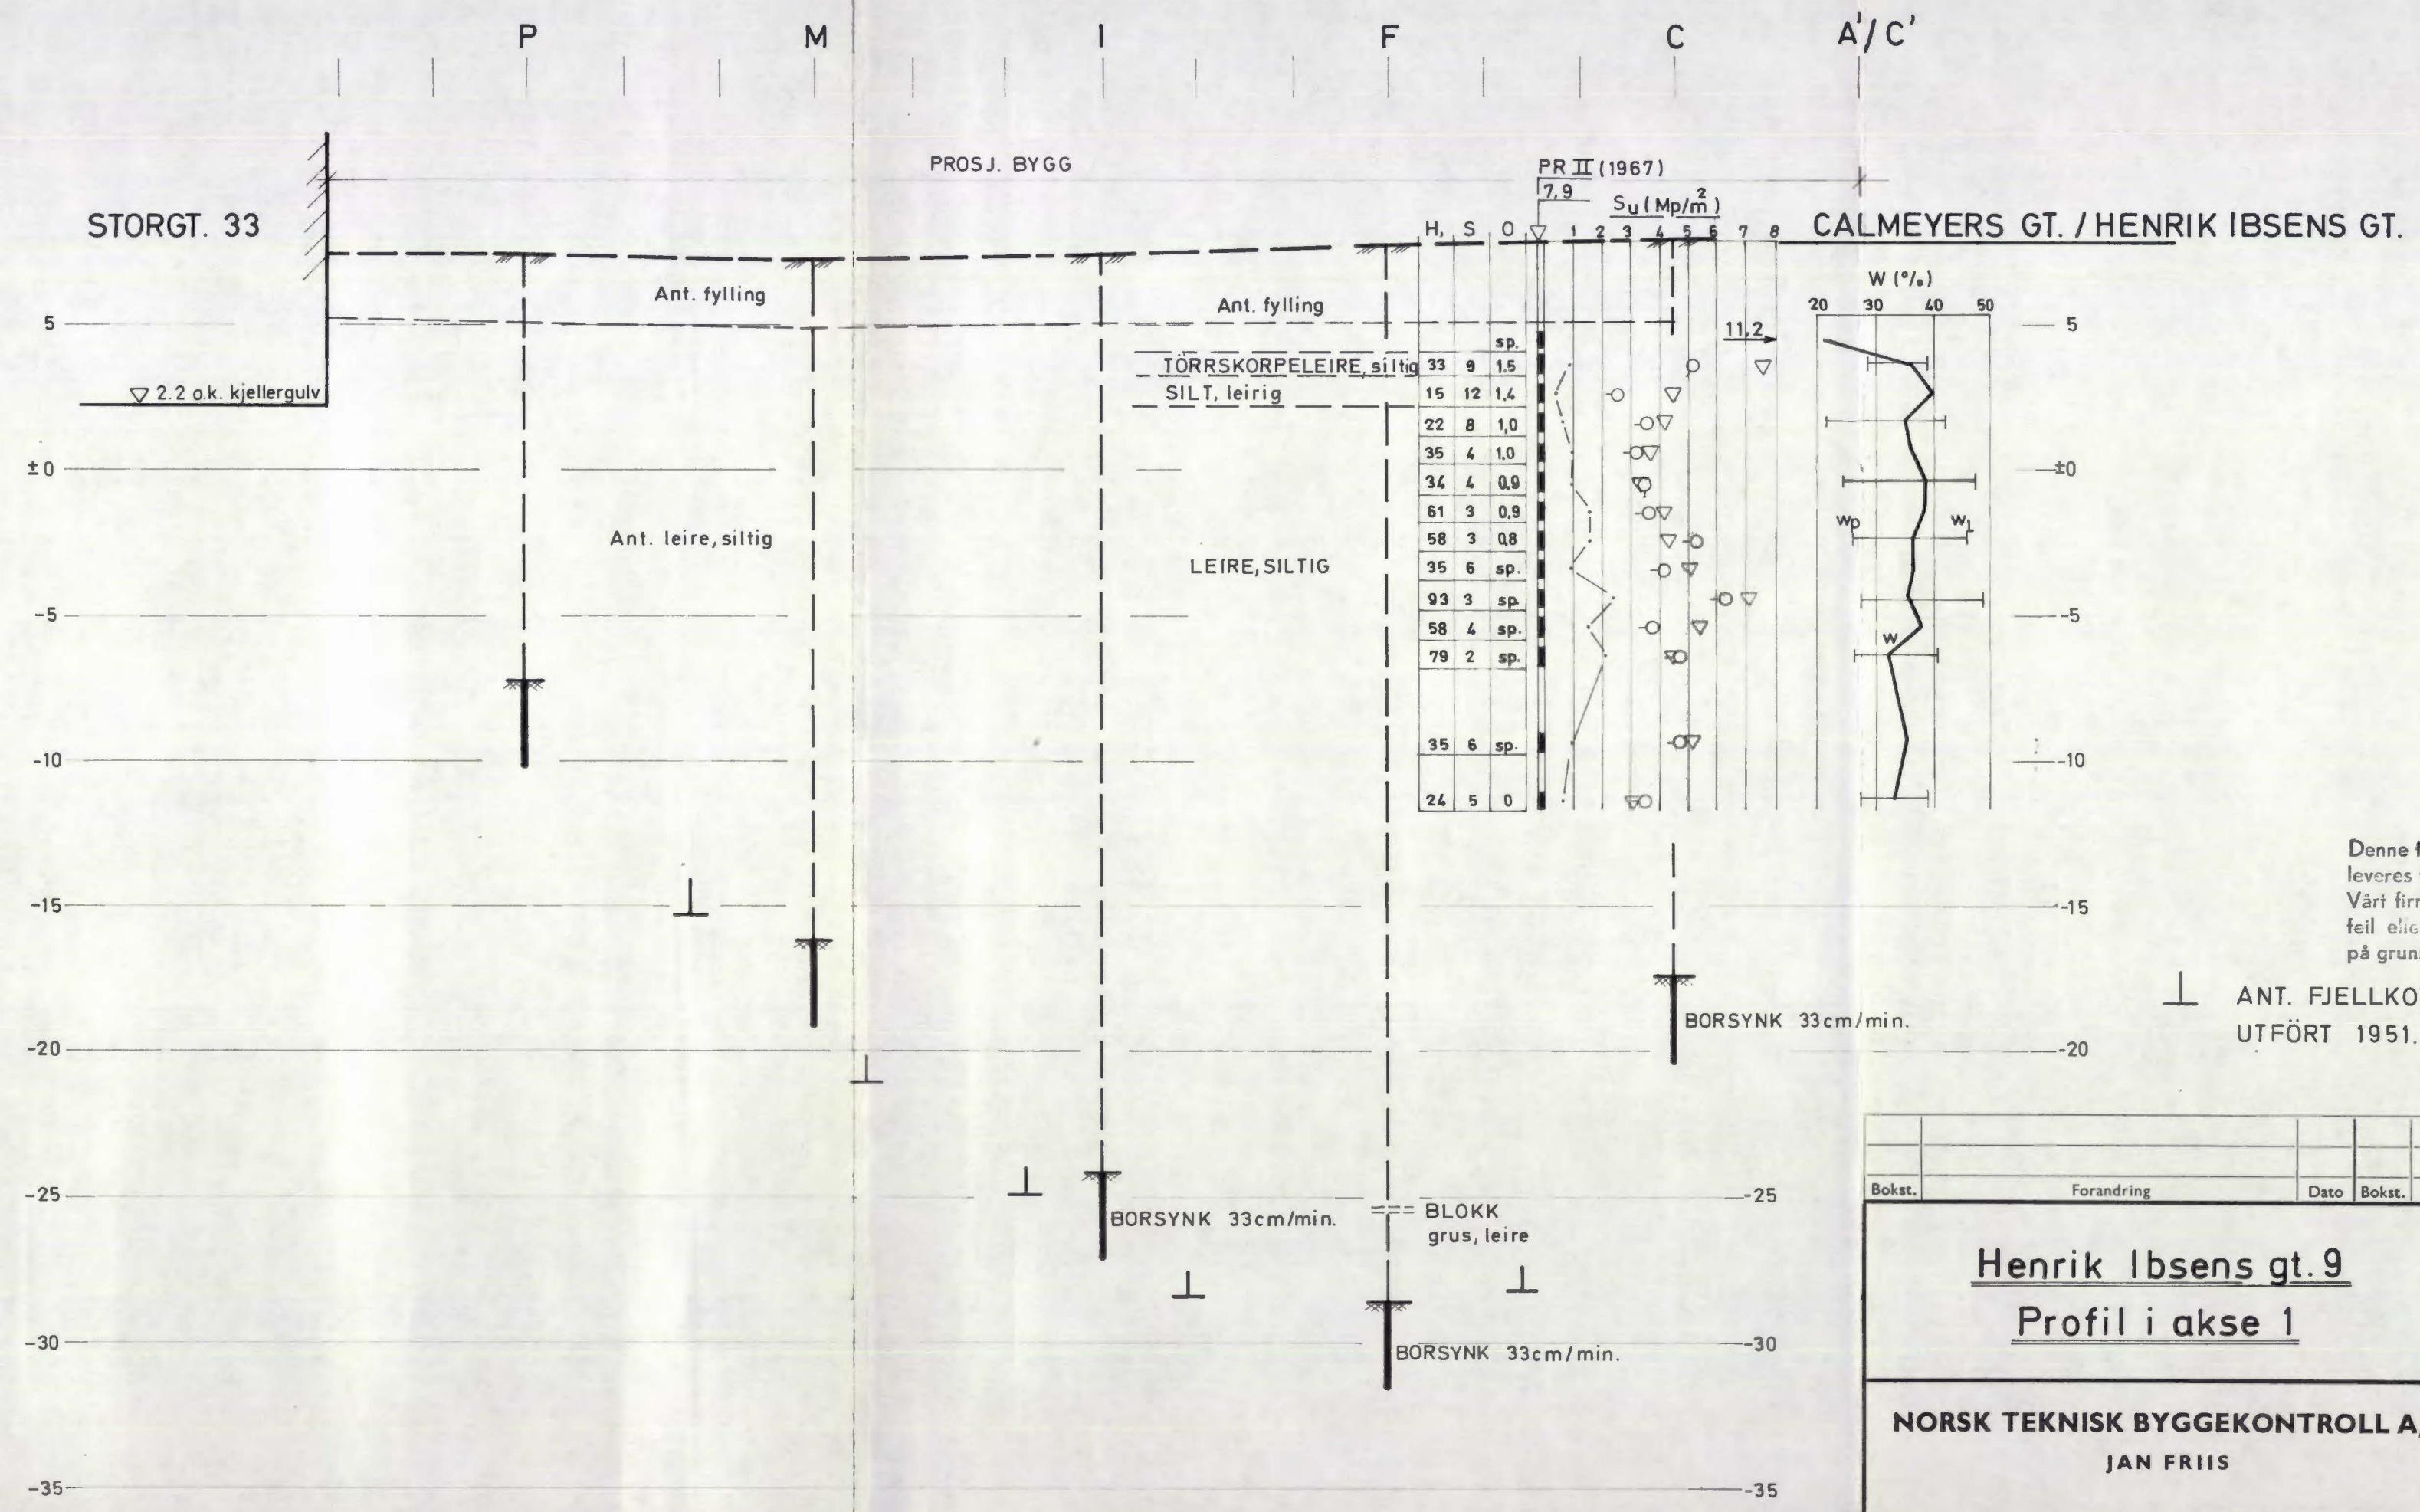 P M I F C A'/C'
PROSJ. BYGG
PR II (1967)
7,9
Su (Mp/m²)
STORGT. 33
H, S O 1 2 3 4 5 6 7 8
CALMEYERS GT. / HENRIK IBSENS GT.
W (%)
20 30 40 50
Ant. fylling
Ant. fylling
5
5
11,2
sp.
TÖRRSKORPELEIRE, siltig 33 9 1.5
▽ 2.2 o.k. kjellergulv
SILT, leirig 15 12 1,4
22 8 1,0
35 4 1,0
±0
±0
34 4 0,9
61 3 0,9
wp wL
Ant. leire, siltig
58 3 0,8
LEIRE, SILTIG
35 6 sp.
93 3 sp.
-5
-5
58 4 sp.
w
79 2 sp.
35 6 sp.
-10
-10
24 5 0
Denne
leveres
Vårt
feil
på
-15
-15
ANT.
UTFÖRT 1951.
BORSYNK 33cm/min.
-20
-20
-25
-25
Bokst. Forandring Dato Bokst.
BORSYNK 33cm/min.
BLOKK
grus, leire
Henrik Ibsens gt. 9
Profil i akse 1
-30
-30
BORSYNK 33cm/min.
NORSK TEKNISK BYGGEKONTROLL
JAN FRIIS
-35
-35